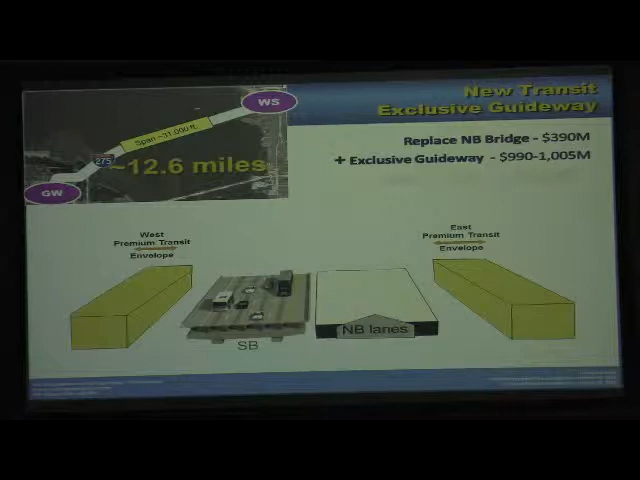 New Transit
Exclusive Guideway
WS
Span ~31,000 ft.
275
~12.6 miles
GW
Replace NB Bridge - $390M
+ Exclusive Guideway - $990-1,005M
West
Premium Transit
Envelope
East
Premium Transit
Envelope
SB
NB lanes